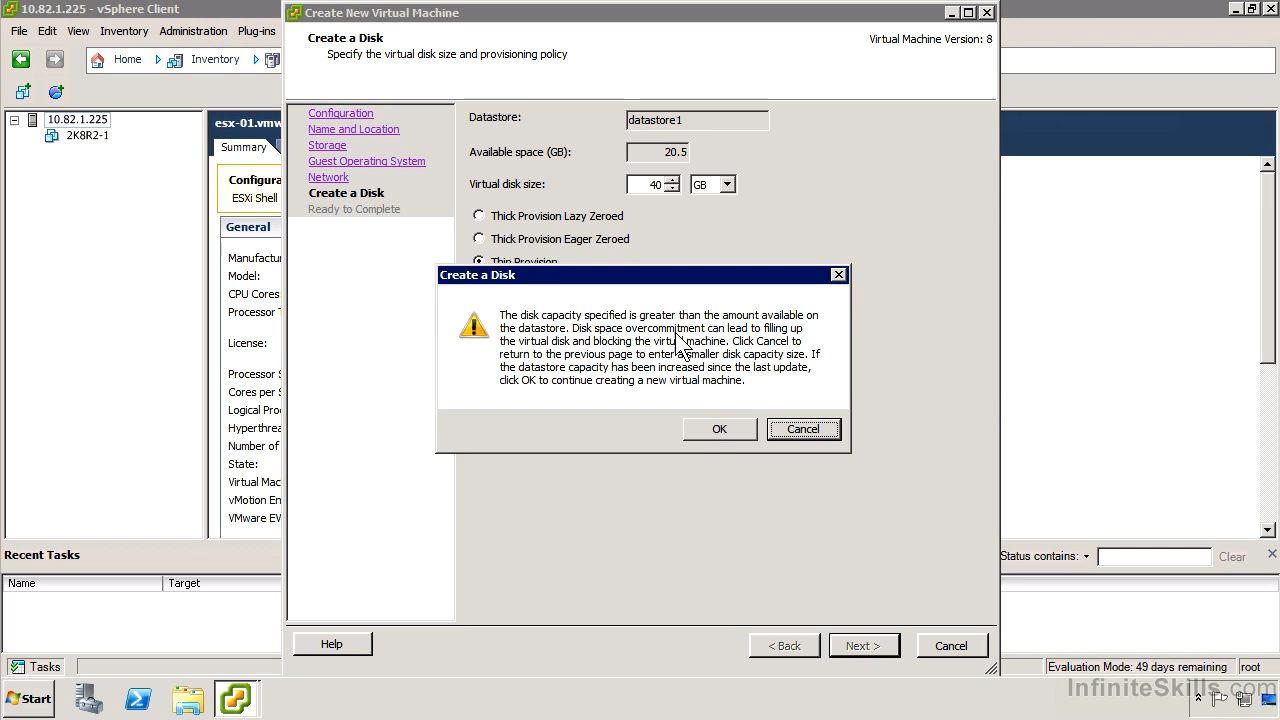 10.82.1.225 - vSphere Client
File Edit View Inventory Administration Plug-ins
Home Inventory
10.82.1.225
2K8R2-1
esx-01.vmw
Summary
Configura
ESXi Shell
General
Manufactur
Model:
CPU Cores
Processor T
License:
Processor S
Cores per S
Logical Proc
Hyperthrea
Number of
State:
Virtual Mac
vMotion En
VMware EV
Create New Virtual Machine
Create a Disk
Specify the virtual disk size and provisioning policy
Virtual Machine Version: 8
Configuration
Name and Location
Storage
Guest Operating System
Network
Create a Disk
Ready to Complete
Datastore: datastore1
Available space (GB): 20.5
Virtual disk size: 40 GB
Thick Provision Lazy Zeroed
Thick Provision Eager Zeroed
Thin Provision
Create a Disk
The disk capacity specified is greater than the amount available on
the datastore. Disk space overcommitment can lead to filling up
the virtual disk and blocking the virtual machine. Click Cancel to
return to the previous page to enter a smaller disk capacity size. If
the datastore capacity has been increased since the last update,
click OK to continue creating a new virtual machine.
OK Cancel
Help < Back Next > Cancel
Recent Tasks
Status contains: Clear
Name Target
Tasks
Evaluation Mode: 49 days remaining root
Start
InfiniteSkills.com